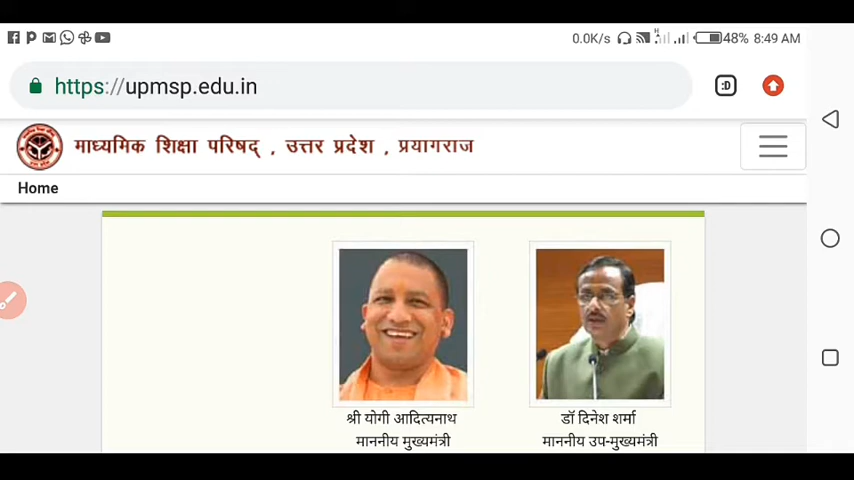 0.0K/s 48% 8:49 AM
https://upmsp.edu.in :D
माध्यमिक शिक्षा परिषद् , उत्तर प्रदेश , प्रयागराज
Home
श्री योगी आदित्यनाथ डॉ दिनेश शर्मा
माननीय मुख्यमंत्री माननीय उप-मुख्यमंत्री